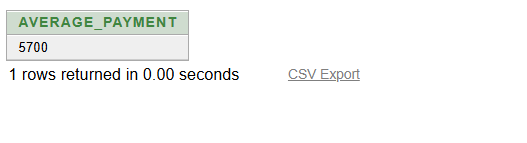 AVERAGE_PAYMENT
5700
1 rows returned in 0.00 seconds CSV Export